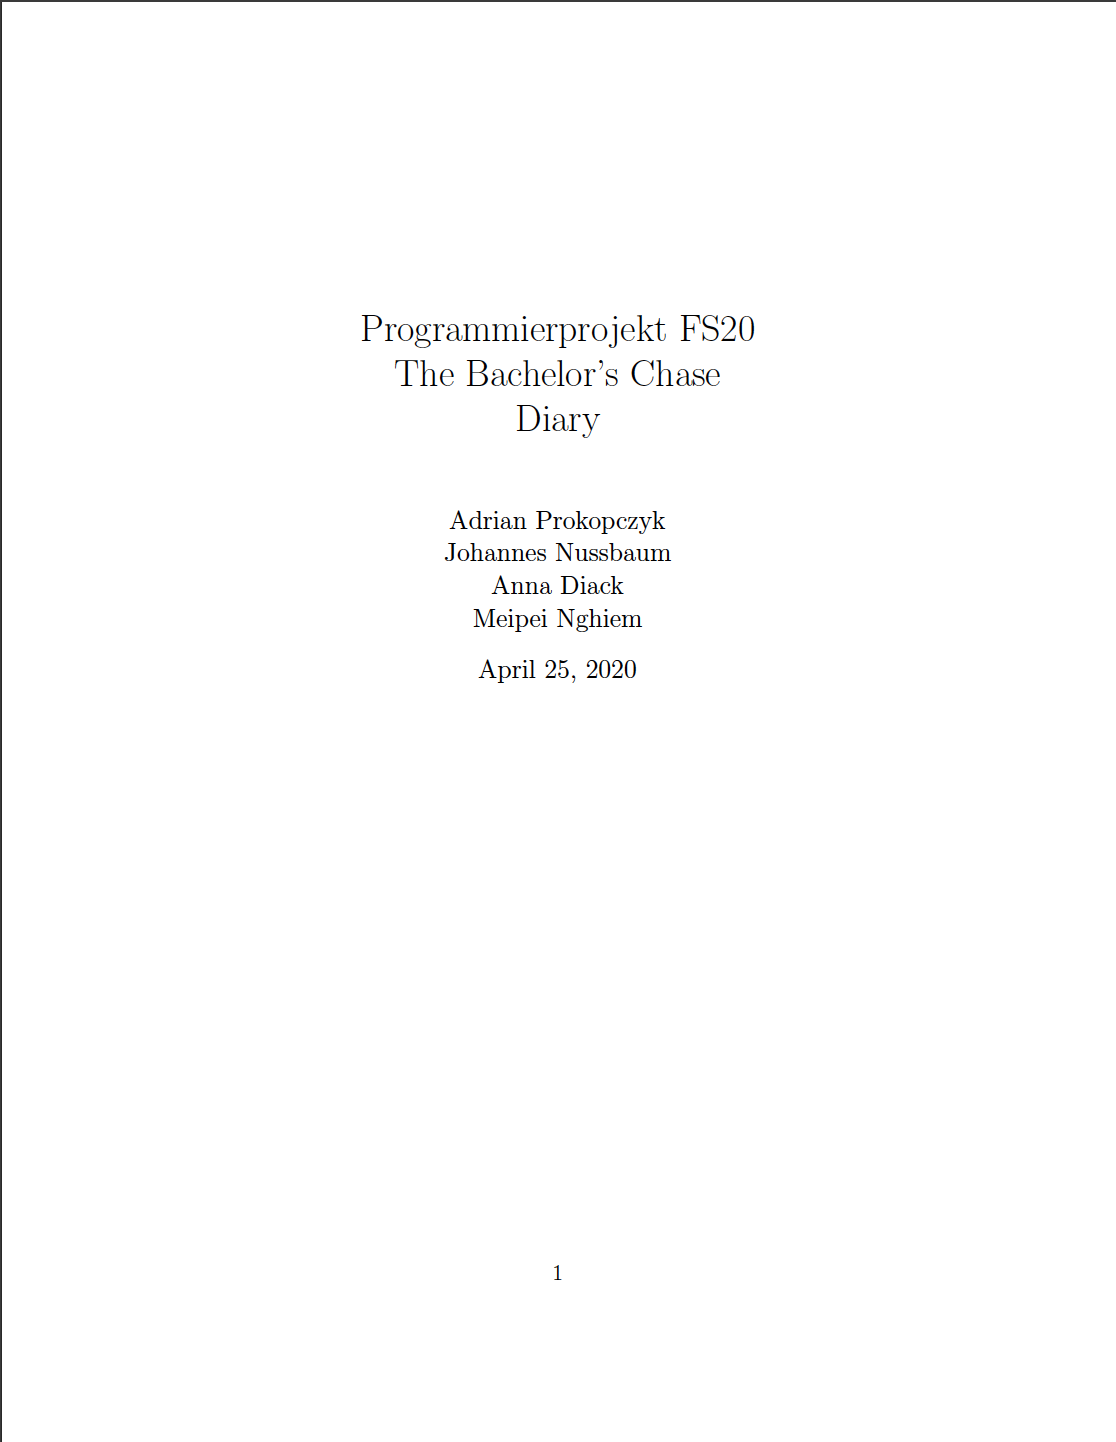 Programmierprojekt FS20
The Bachelor's Chase
Diary
Adrian Prokopczyk
Johannes Nussbaum
Anna Diack
Meipei Nghiem
April 25, 2020
1